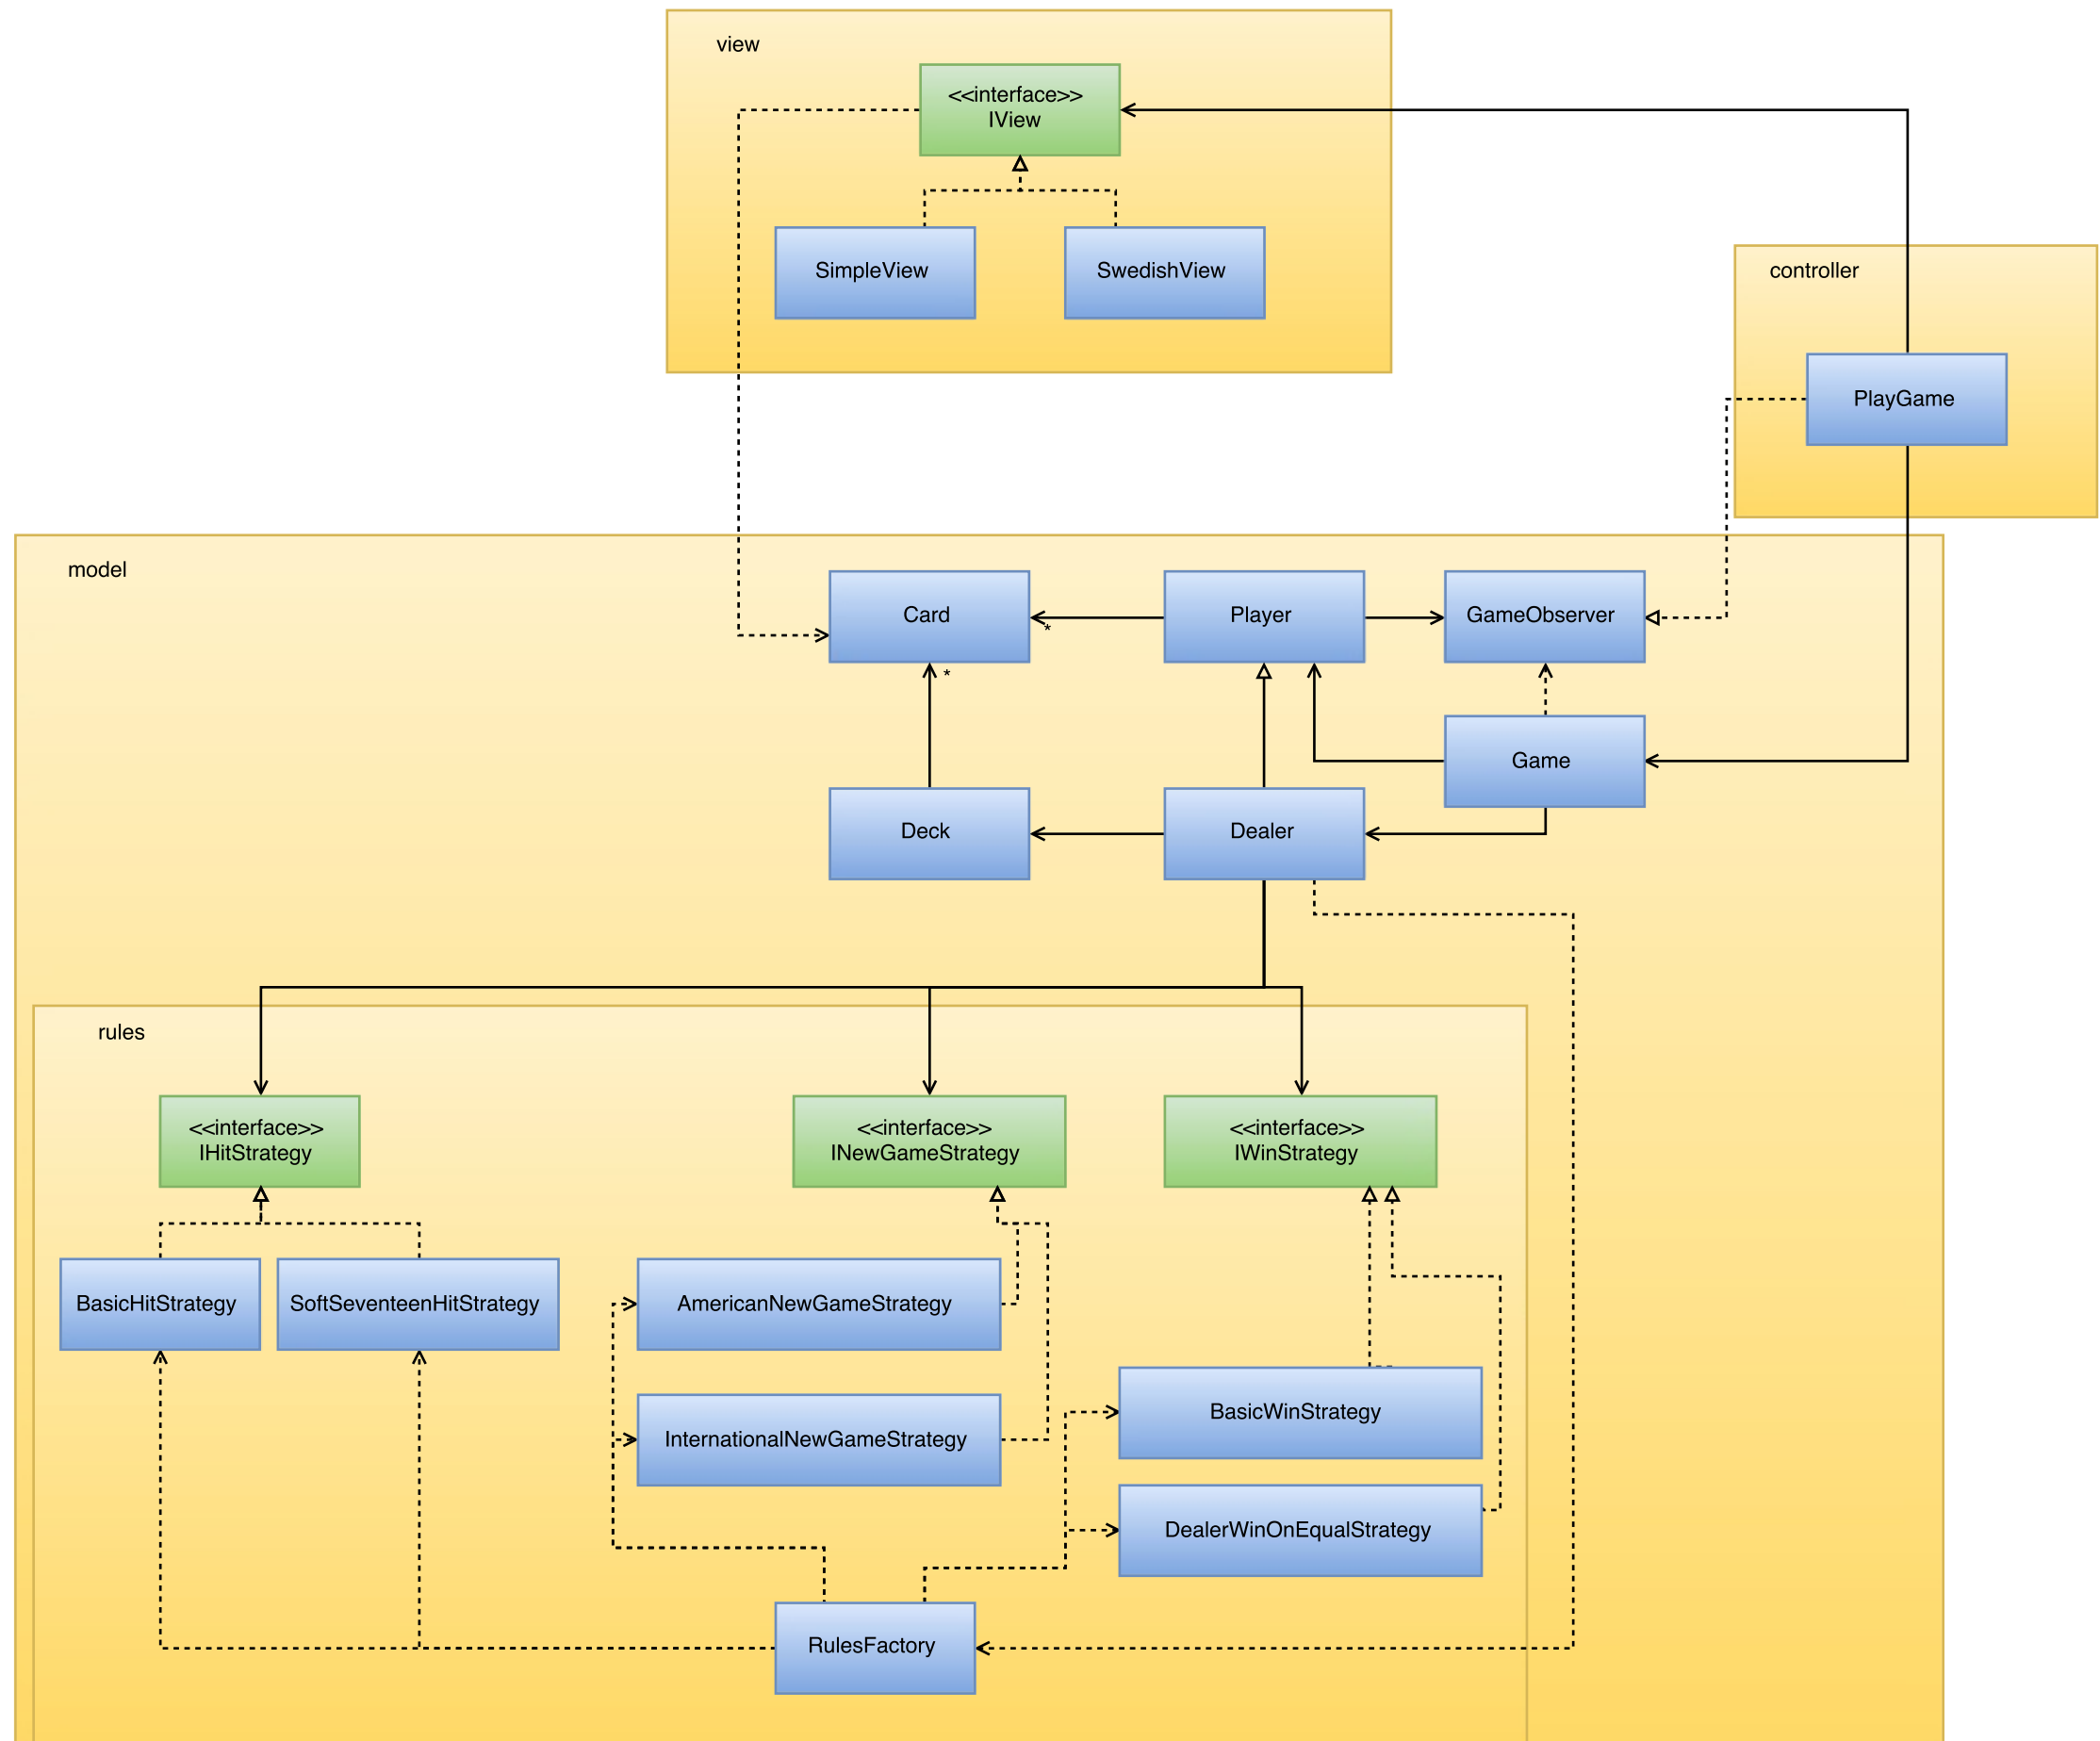 view
<<interface>>
IView
SimpleView
SwedishView
controller
PlayGame
model
Card
Player
GameObserver
*
*
Game
Deck
Dealer
rules
<<interface>>
IHitStrategy
<<interface>>
INewGameStrategy
<<interface>>
IWinStrategy
BasicHitStrategy
SoftSeventeenHitStrategy
AmericanNewGameStrategy
BasicWinStrategy
InternationalNewGameStrategy
DealerWinOnEqualStrategy
RulesFactory